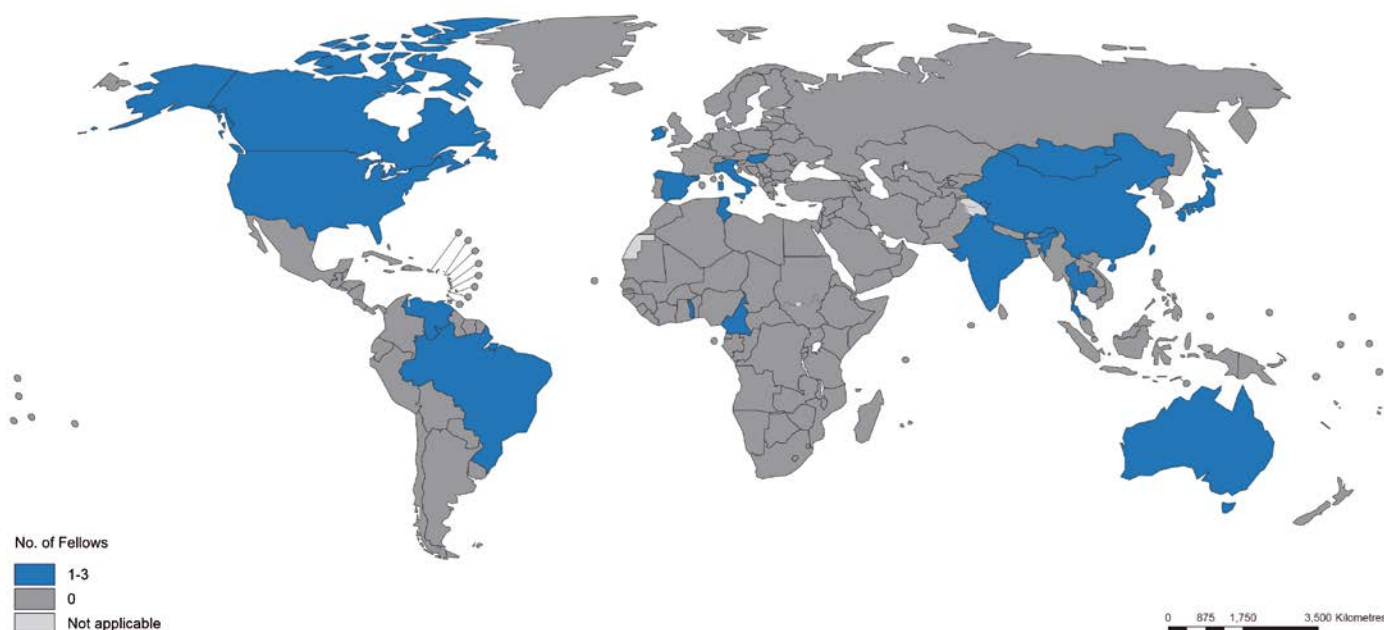 No. of Fellows
1-3
0
Not applicable
0 875 1,750 3,500 Kilometres